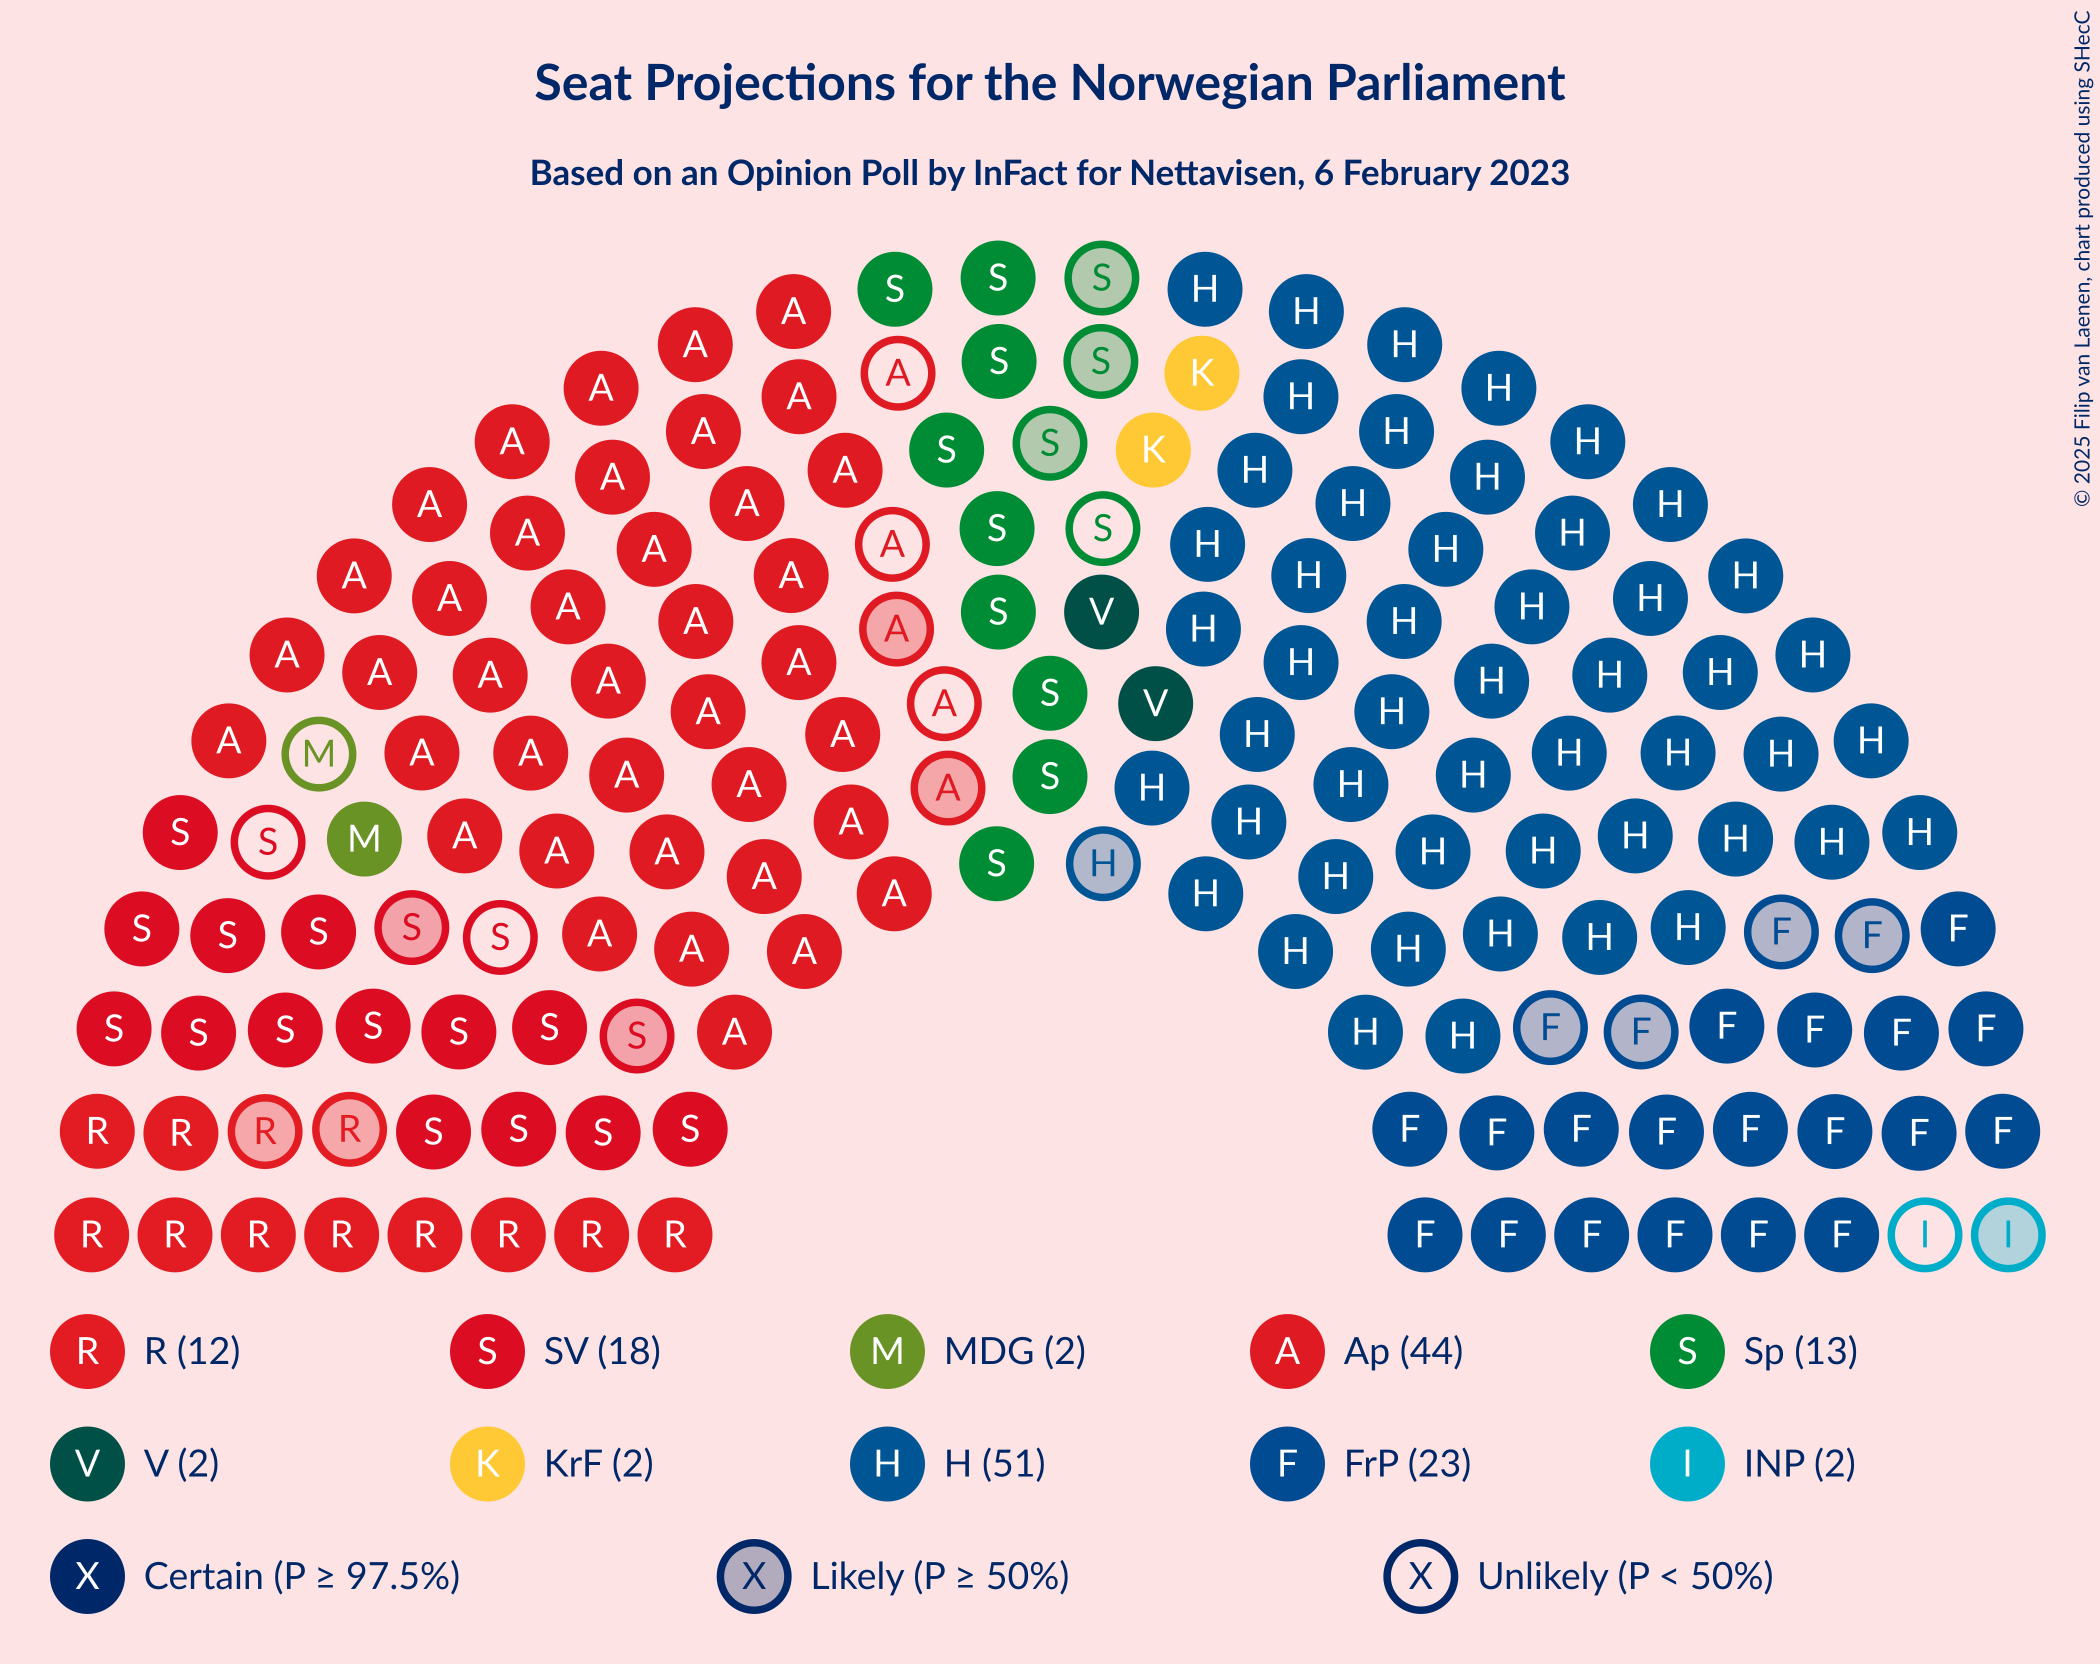 Seat Projections for the Norwegian Parliament
Based on an Opinion Poll by InFact for Nettavisen, 6 February 2023
© 2025 Filip van Laenen, chart produced using SHecC
S S S H
A H
A H
A A K H
A S S H
A A A H H
A A S S K H H
A A A H H H
A A A A S S H H H H
A A A A H H H H
A A A S V H H H
A A A A A S V H H H H H
A M A A A A A S H H H H H H H
S S M A A A A A S H H H H H H H H H
S S S S S A A A A H H H H H F F F
S S S S S S S A H H F F F F F F
R R R R S S S S F F F F F F F F
R R R R R R R R F F F F F F I I
R R (12) S SV (18) M MDG (2) A Ap (44) S Sp (13)
V V (2) K KrF (2) H H (51) F FrP (23) I INP (2)
X Certain (P ≥ 97.5%) X Likely (P ≥ 50%) X Unlikely (P < 50%)